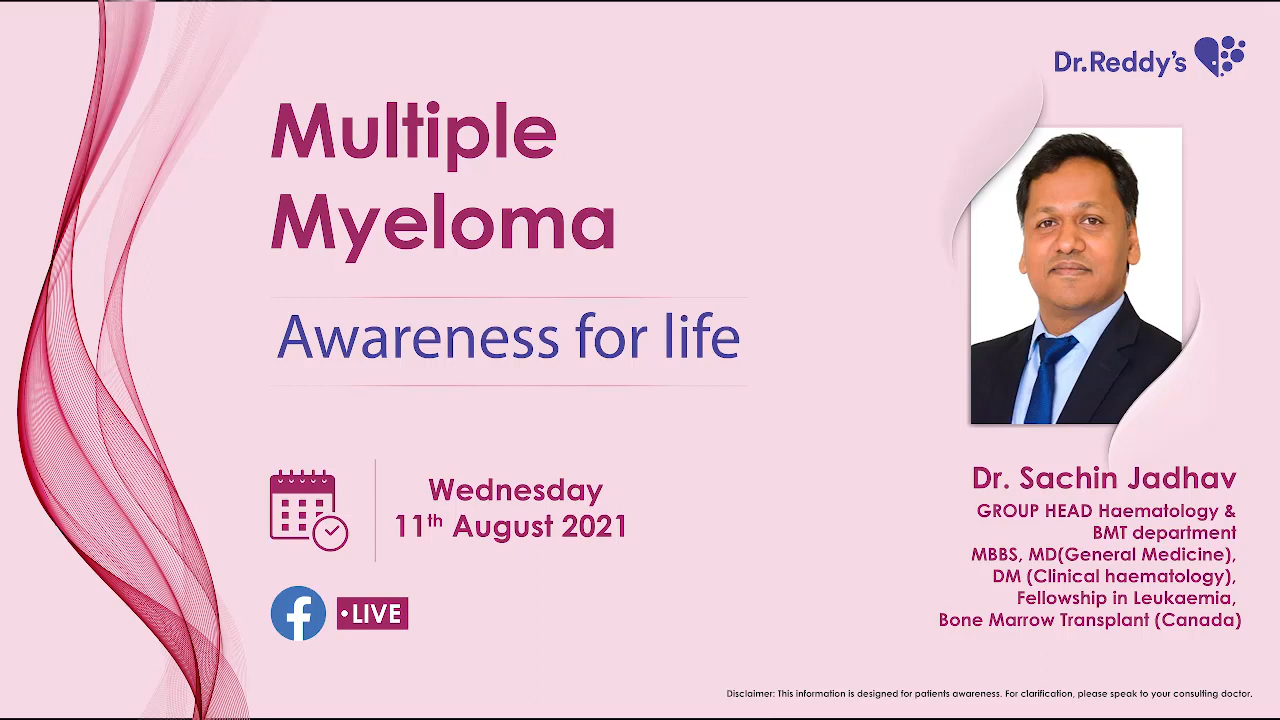 Dr.Reddy's
Multiple
Myeloma
Awareness for life
Wednesday
11th August 2021
•LIVE
Dr. Sachin Jadhav
GROUP HEAD Haematology &
BMT department
MBBS, MD(General Medicine),
DM (Clinical haematology),
Fellowship in Leukaemia,
Bone Marrow Transplant (Canada)
Disclaimer: This information is designed for patients awareness. For clarification, please speak to your consulting doctor.